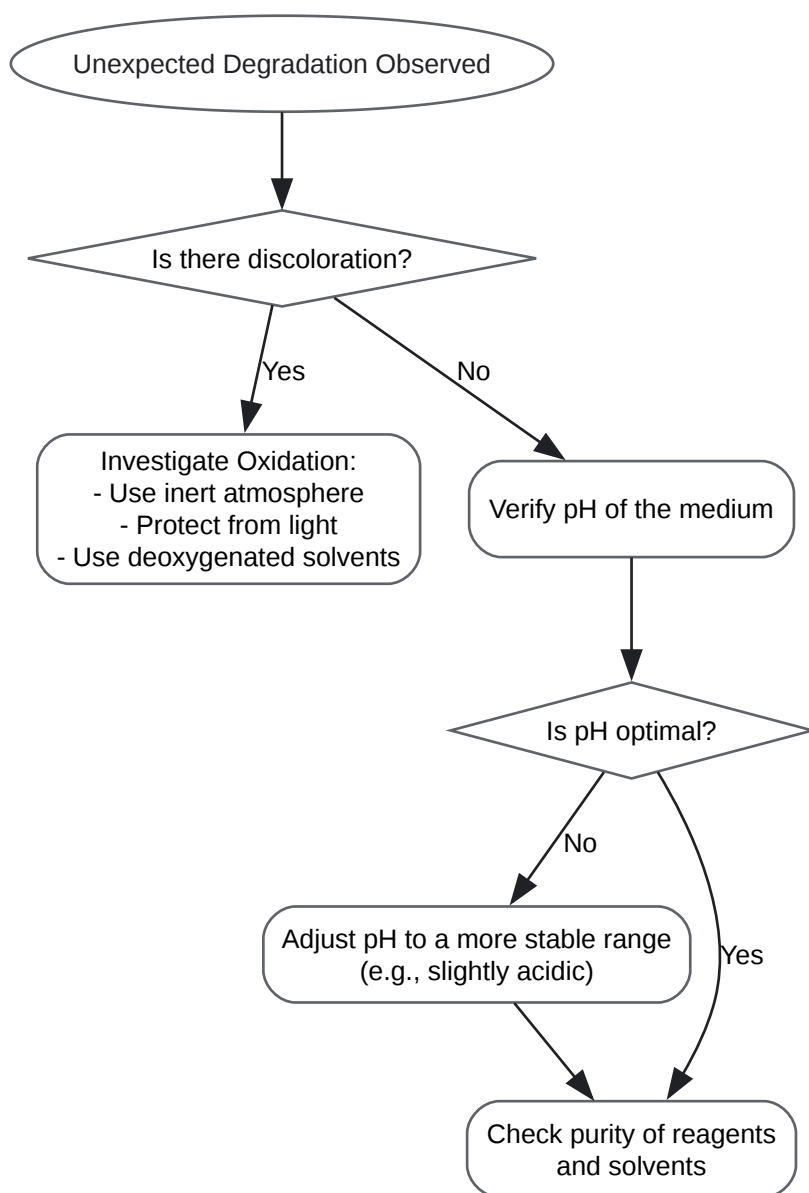 Unexpected Degradation Observed
Is there discoloration?
Yes
No
Investigate Oxidation:
- Use inert atmosphere
- Protect from light
- Use deoxygenated solvents
Verify pH of the medium
Is pH optimal?
No
Adjust pH to a more stable range
(e.g., slightly acidic)
Yes
Check purity of reagents
and solvents